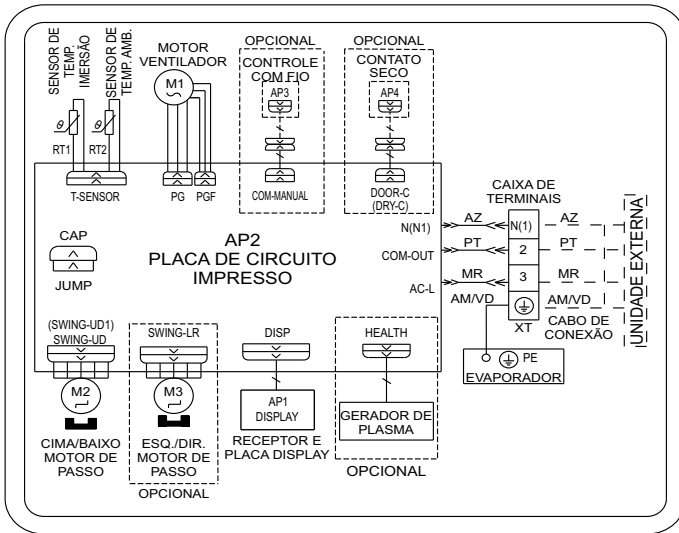 SENSOR DE
TEMP.
IMERSÃO
SENSOR DE
TEMP. AMB.
MOTOR
VENTILADOR
M1
OPCIONAL
CONTROLE
COM FIO
AP3
OPCIONAL
CONTATO
SECO
AP4
θ
θ
RT1
RT2
T-SENSOR
PG
PGF
COM-MANUAL
DOOR-C
(DRY-C)
CAIXA DE
TERMINAIS
N(N1)
AZ
N(1)
AZ
COM-OUT
PT
2
PT
AC-L
MR
3
MR
AM/VD
AM/VD
XT
CABO DE
CONEXÃO
UNIDADE EXTERNA
PE
EVAPORADOR
CAP
JUMP
AP2
PLACA DE CIRCUITO
IMPRESSO
(SWING-UD1)
SWING-UD
SWING-LR
DISP
HEALTH
M2
M3
AP1
DISPLAY
GERADOR DE
PLASMA
CIMA/BAIXO
MOTOR DE
PASSO
ESQ./DIR.
MOTOR DE
PASSO
RECEPTOR E
PLACA DISPLAY
OPCIONAL
OPCIONAL